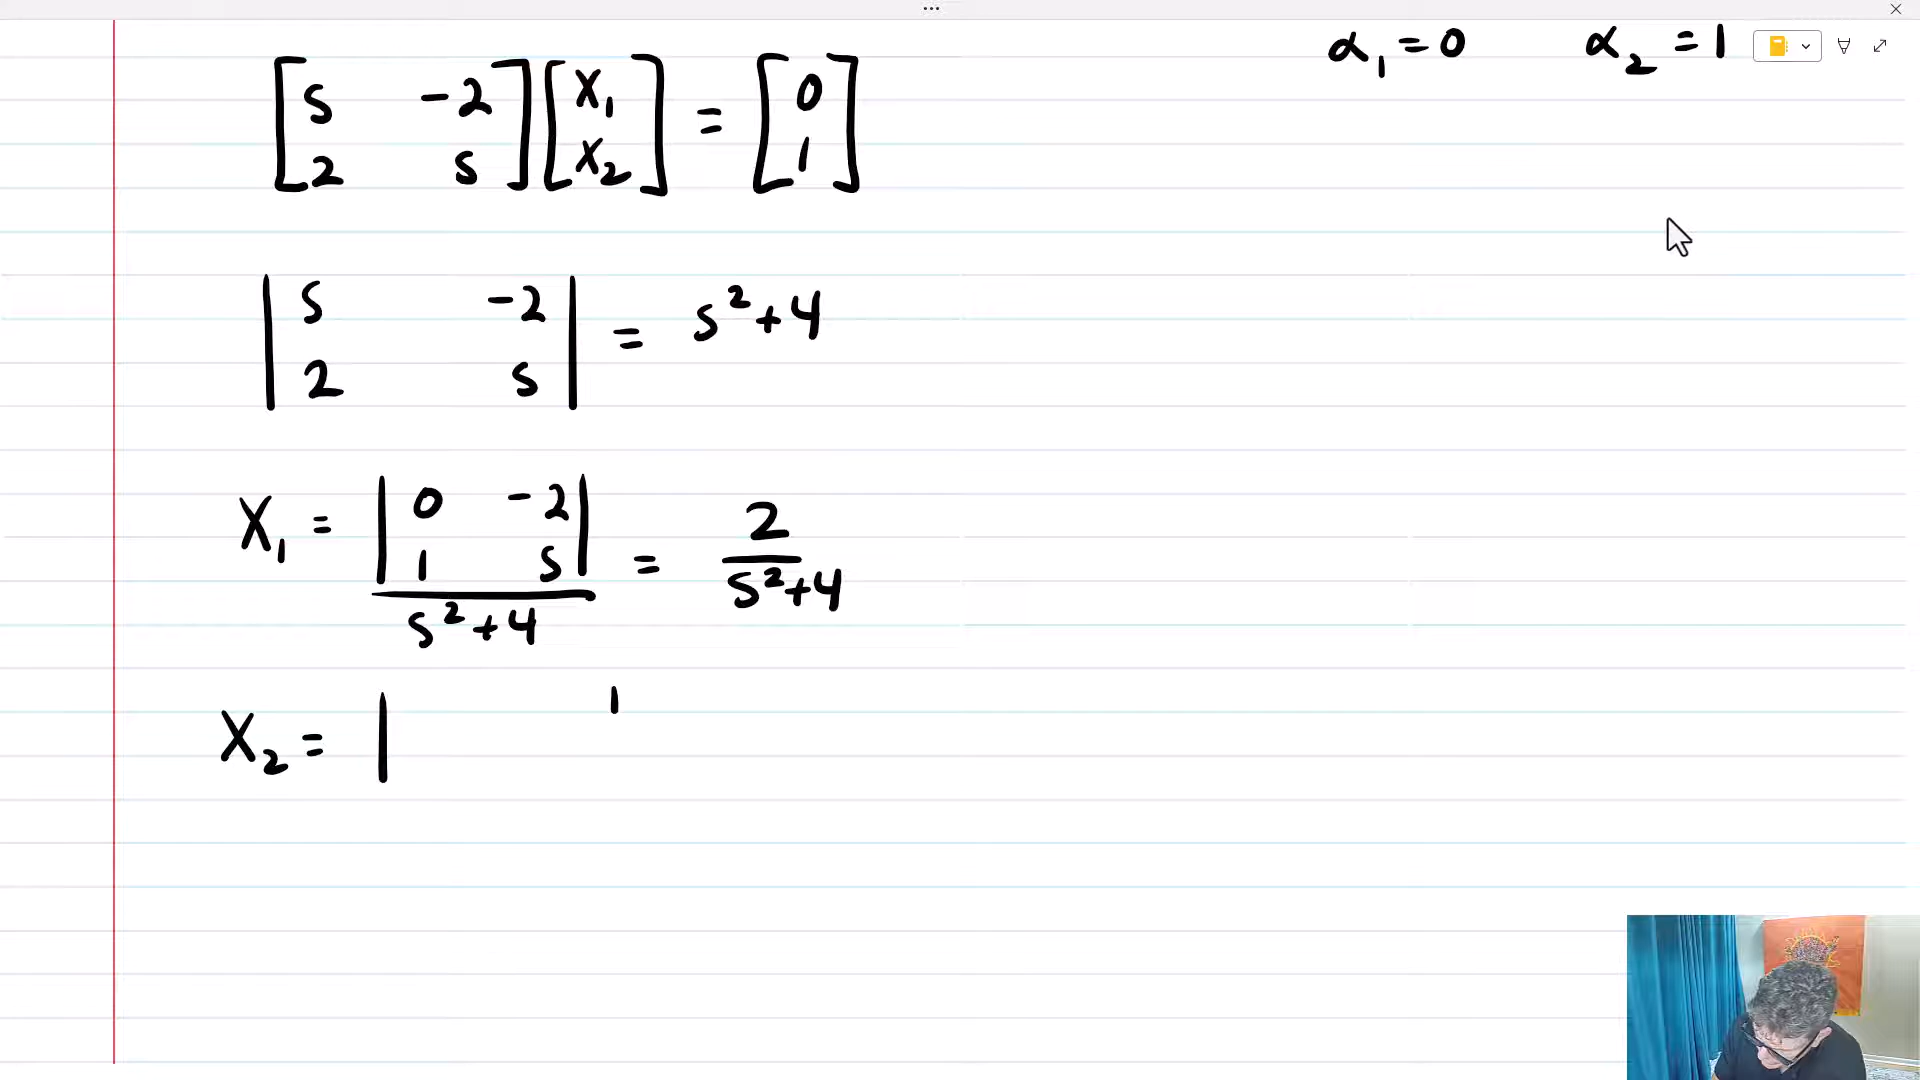 α₁ = 0 α₂ = 1
[s -2] [x₁] = [0]
[2 s] [x₂] [1]
|s -2| = s² + 4
|2 s|
X₁ = |0 -2| = 2
|1 s| s² + 4
s² + 4
X₂ = |